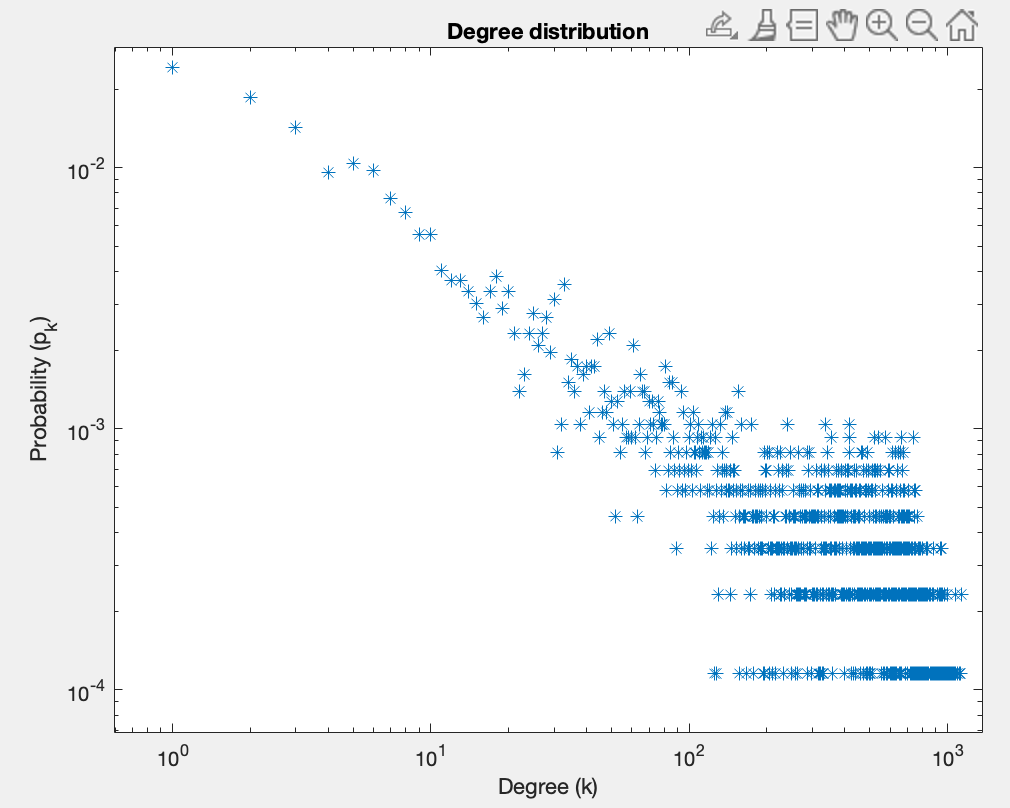 Degree distribution
Probability (p_k)
10^-2
10^-3
10^-4
10^0 10^1 10^2 10^3
Degree (k)